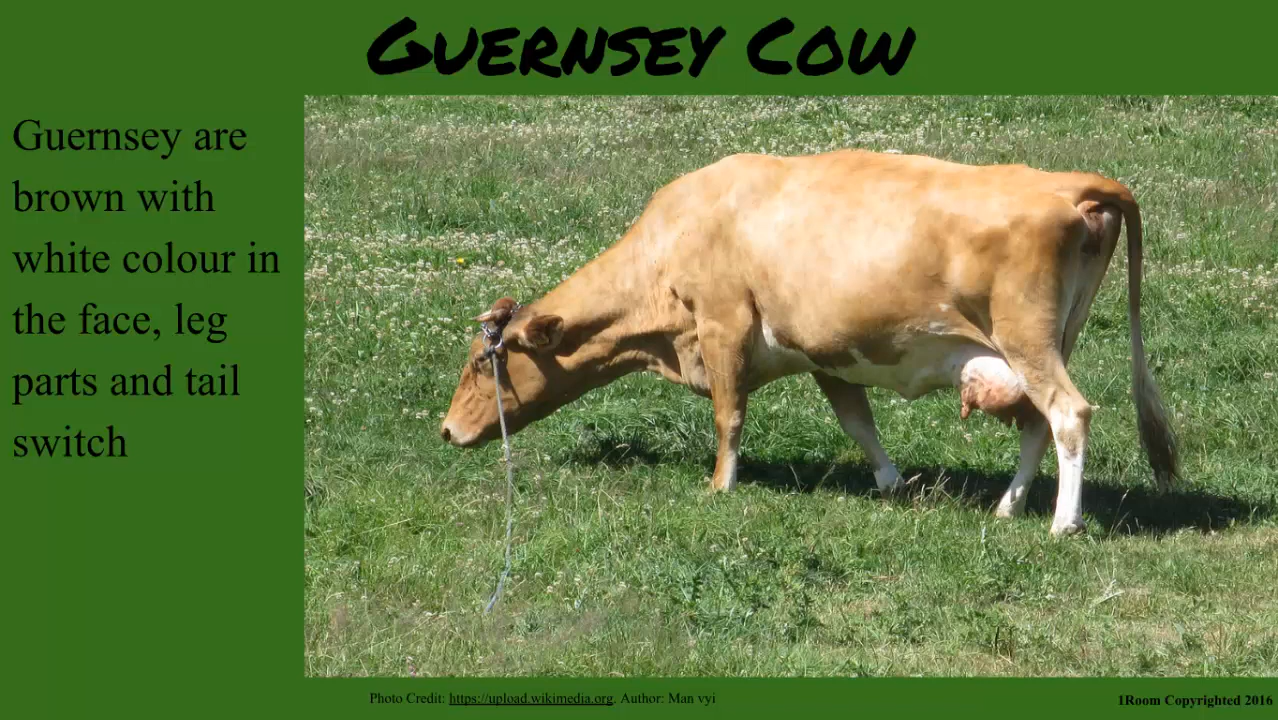 Guernsey Cow
Guernsey are
brown with
white colour in
the face, leg
parts and tail
switch
Photo Credit: https://upload.wikimedia.org. Author: Man vyi
1Room Copyrighted 2016